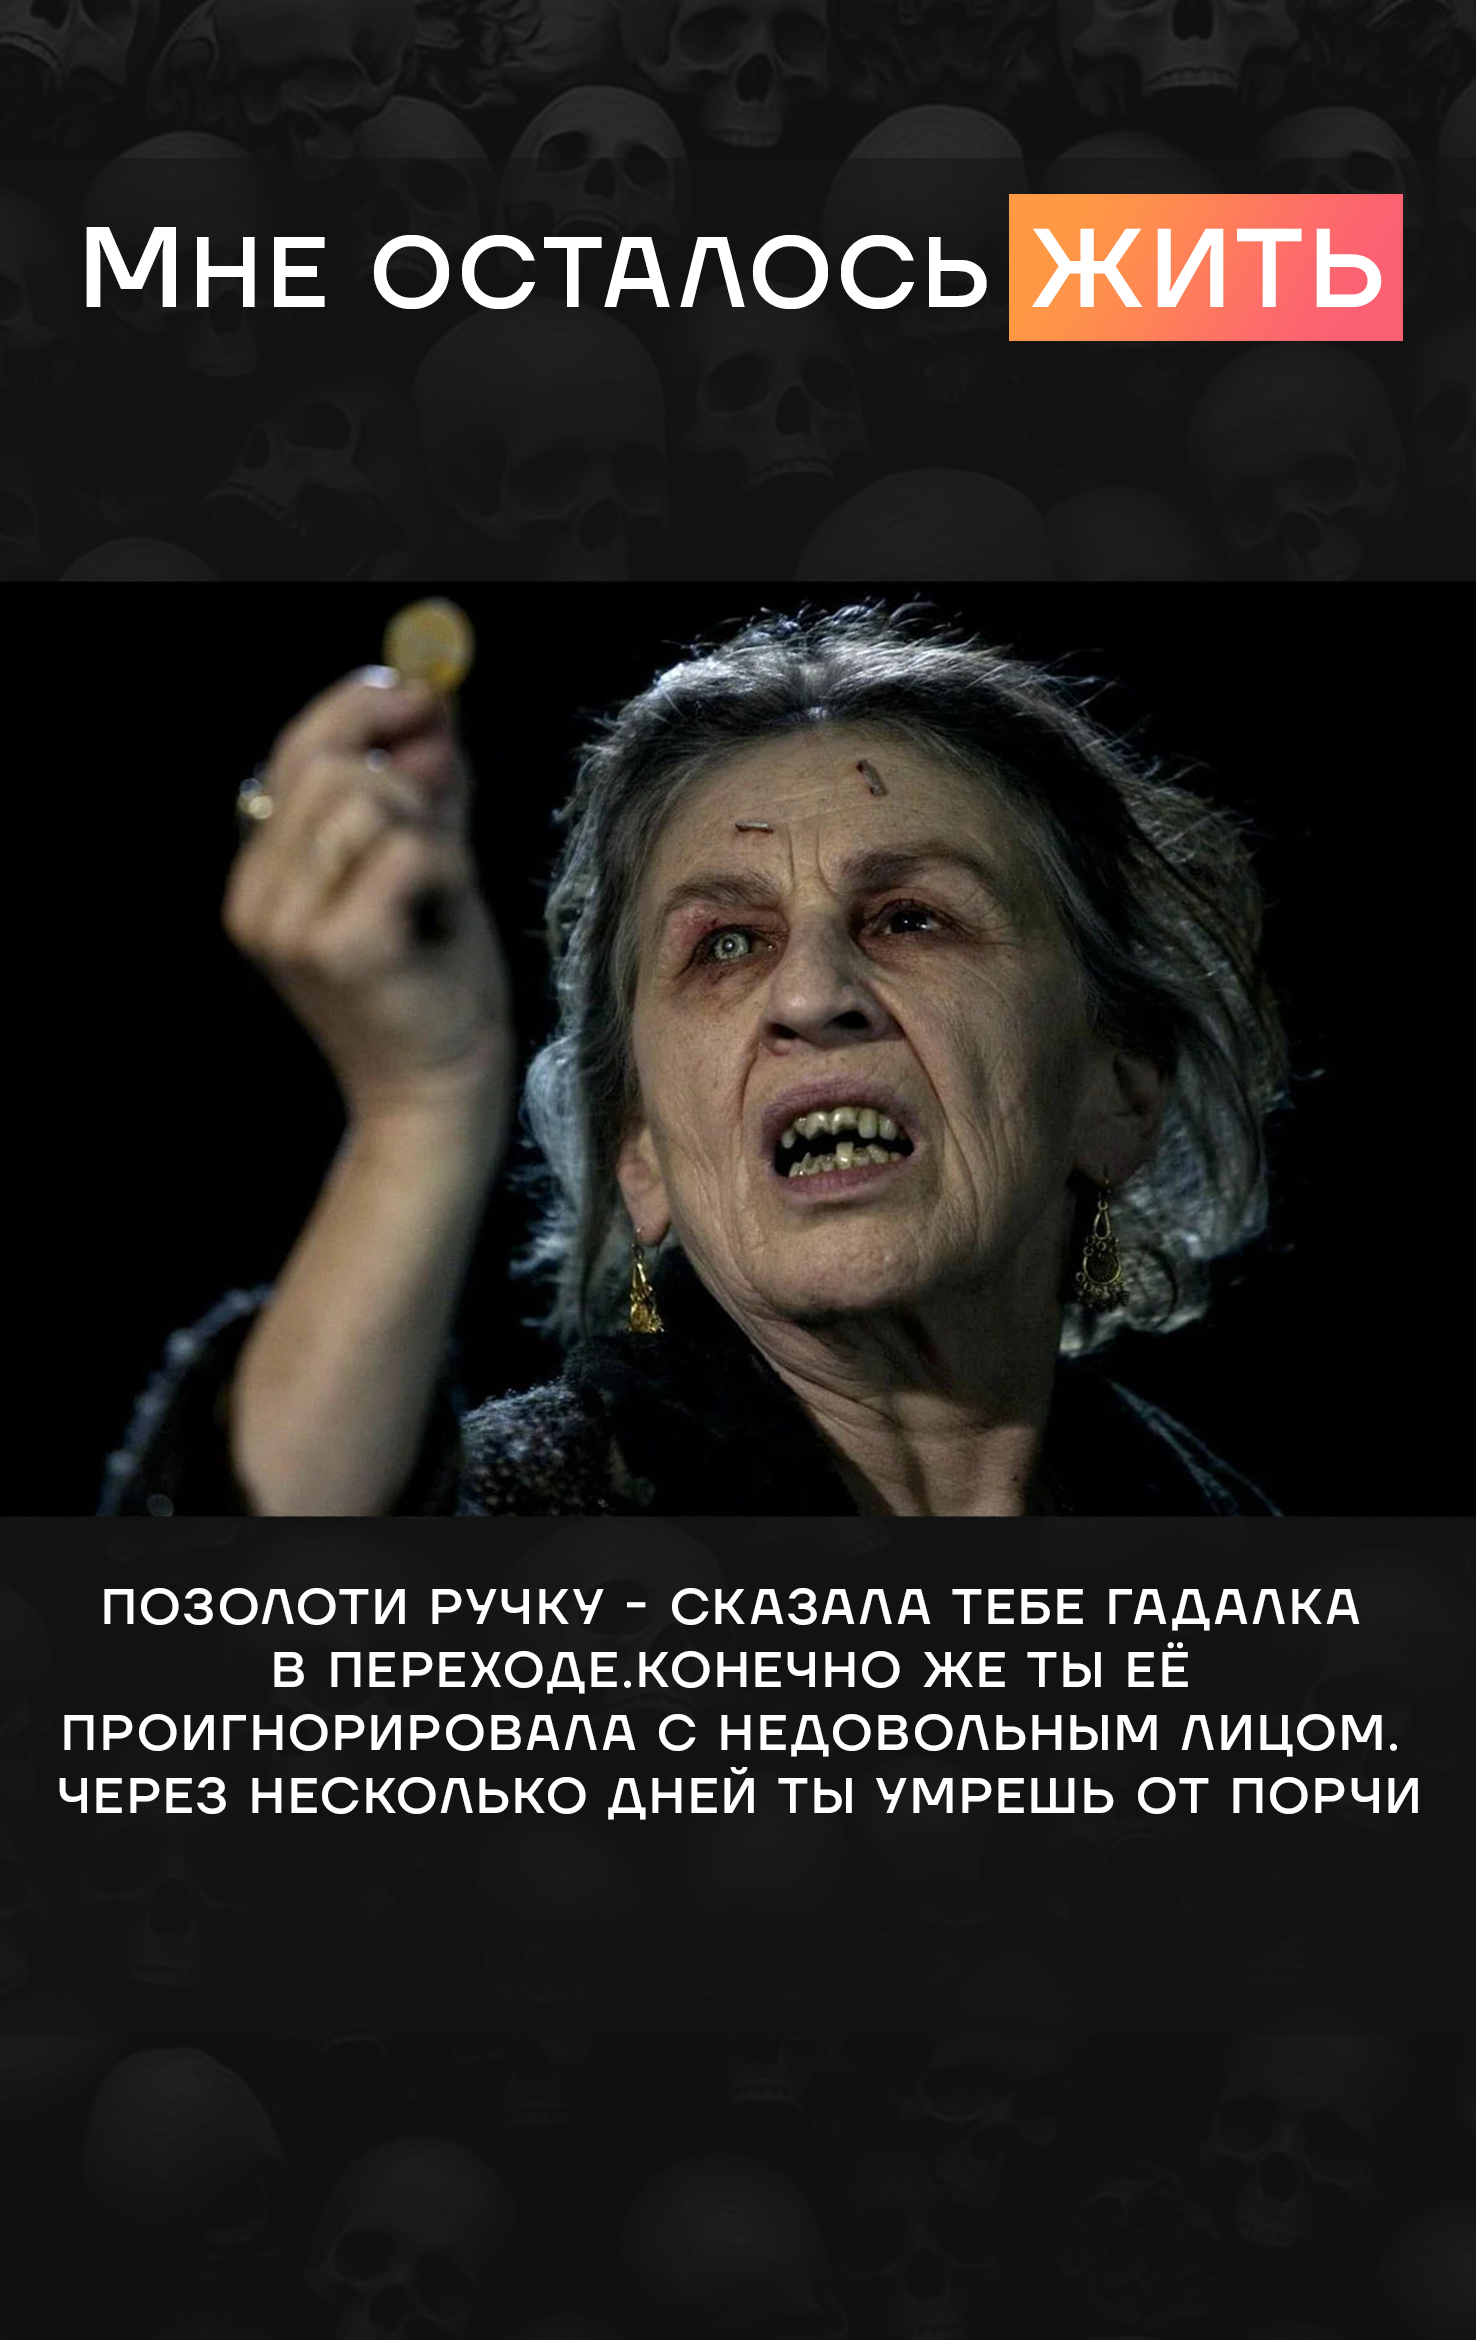 Мне осталось жить
позолоти ручку - сказала тебе гадалка
в переходе.конечно же ты её
проигнорировала с недовольным лицом.
через несколько дней ты умрешь от порчи